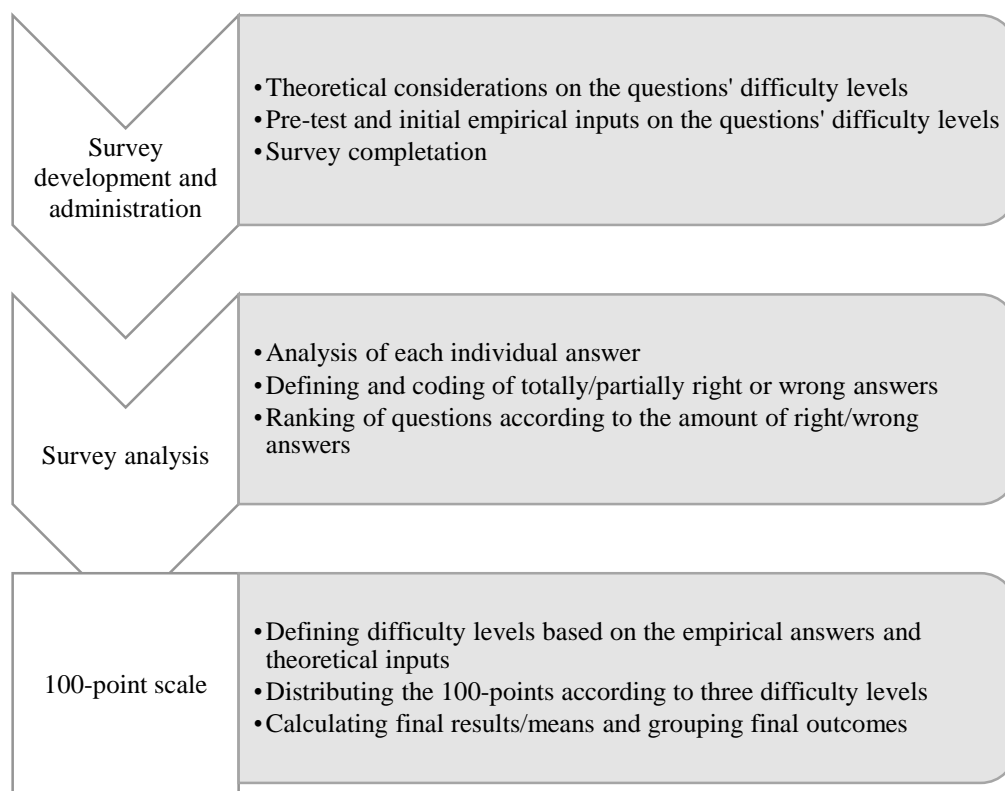 Survey
development and
administration
•Theoretical considerations on the questions' difficulty levels
•Pre-test and initial empirical inputs on the questions' difficulty levels
•Survey completation
Survey analysis
•Analysis of each individual answer
•Defining and coding of totally/partially right or wrong answers
•Ranking of questions according to the amount of right/wrong
answers
100-point scale
•Defining difficulty levels based on the empirical answers and
theoretical inputs
•Distributing the 100-points according to three difficulty levels
•Calculating final results/means and grouping final outcomes